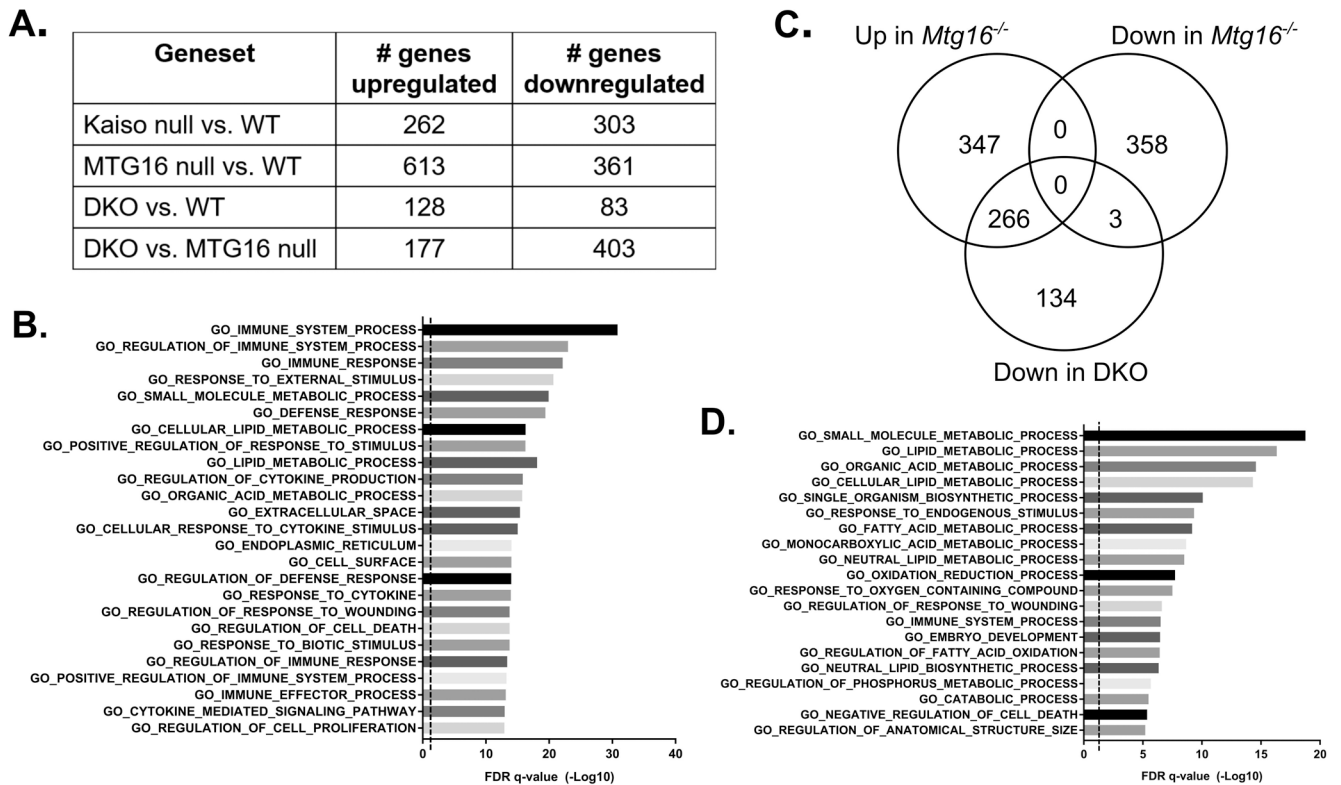 A.
Geneset # genes upregulated # genes downregulated
Kaiso null vs. WT 262 303
MTG16 null vs. WT 613 361
DKO vs. WT 128 83
DKO vs. MTG16 null 177 403
B.
GO_IMMUNE_SYSTEM_PROCESS
GO_REGULATION_OF_IMMUNE_SYSTEM_PROCESS
GO_IMMUNE_RESPONSE
GO_RESPONSE_TO_EXTERNAL_STIMULUS
GO_SMALL_MOLECULE_METABOLIC_PROCESS
GO_DEFENSE_RESPONSE
GO_CELLULAR_LIPID_METABOLIC_PROCESS
GO_POSITIVE_REGULATION_OF_RESPONSE_TO_STIMULUS
GO_LIPID_METABOLIC_PROCESS
GO_REGULATION_OF_CYTOKINE_PRODUCTION
GO_ORGANIC_ACID_METABOLIC_PROCESS
GO_EXTRACELLULAR_SPACE
GO_CELLULAR_RESPONSE_TO_CYTOKINE_STIMULUS
GO_ENDOPLASMIC_RETICULUM
GO_CELL_SURFACE
GO_REGULATION_OF_DEFENSE_RESPONSE
GO_RESPONSE_TO_CYTOKINE
GO_REGULATION_OF_RESPONSE_TO_WOUNDING
GO_REGULATION_OF_CELL_DEATH
GO_RESPONSE_TO_BIOTIC_STIMULUS
GO_REGULATION_OF_IMMUNE_RESPONSE
GO_POSITIVE_REGULATION_OF_IMMUNE_SYSTEM_PROCESS
GO_IMMUNE_EFFECTOR_PROCESS
GO_CYTOKINE_MEDIATED_SIGNALING_PATHWAY
GO_REGULATION_OF_CELL_PROLIFERATION
0 10 20 30 40
FDR q-value (-Log10)
C.
Up in Mtg16-/- Down in Mtg16-/-
347 0 358
0
266 3
134
Down in DKO
D.
GO_SMALL_MOLECULE_METABOLIC_PROCESS
GO_LIPID_METABOLIC_PROCESS
GO_ORGANIC_ACID_METABOLIC_PROCESS
GO_CELLULAR_LIPID_METABOLIC_PROCESS
GO_SINGLE_ORGANISM_BIOSYNTHETIC_PROCESS
GO_RESPONSE_TO_ENDOGENOUS_STIMULUS
GO_FATTY_ACID_METABOLIC_PROCESS
GO_MONOCARBOXYLIC_ACID_METABOLIC_PROCESS
GO_NEUTRAL_LIPID_METABOLIC_PROCESS
GO_OXIDATION_REDUCTION_PROCESS
GO_RESPONSE_TO_OXYGEN_CONTAINING_COMPOUND
GO_REGULATION_OF_RESPONSE_TO_WOUNDING
GO_IMMUNE_SYSTEM_PROCESS
GO_EMBRYO_DEVELOPMENT
GO_REGULATION_OF_FATTY_ACID_OXIDATION
GO_NEUTRAL_LIPID_BIOSYNTHETIC_PROCESS
GO_REGULATION_OF_PHOSPHORUS_METABOLIC_PROCESS
GO_CATABOLIC_PROCESS
GO_NEGATIVE_REGULATION_OF_CELL_DEATH
GO_REGULATION_OF_ANATOMICAL_STRUCTURE_SIZE
0 5 10 15 20
FDR q-value (-Log10)